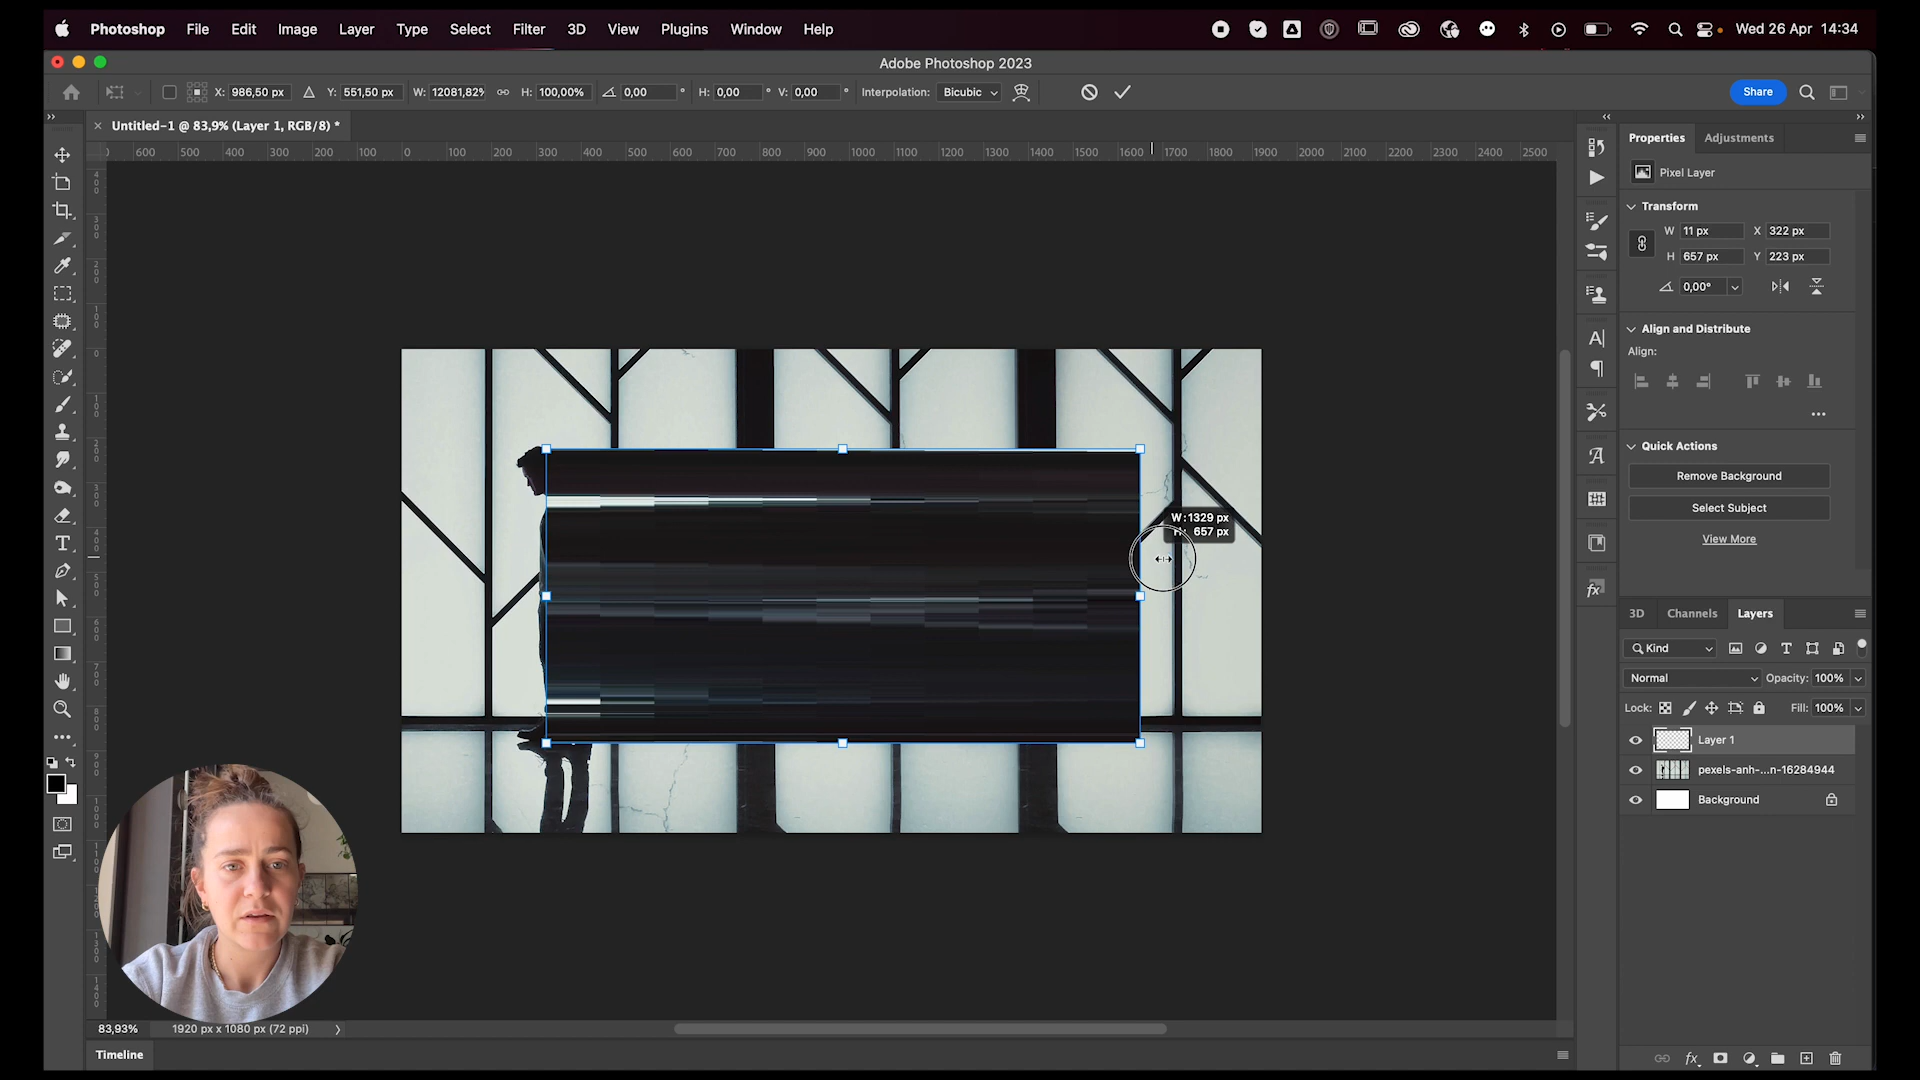 Photoshop File Edit Image Layer Type Select Filter 3D View Plugins Window Help Wed 26 Apr 14:34
Adobe Photoshop 2023
X: 986,50 px Y: 551,50 px W: 12081,82% H: 100,00% 0,00 ° H: 0,00 ° V: 0,00 ° Interpolation: Bicubic Share
Untitled-1 @ 83,9% (Layer 1, RGB/8) *
600 500 400 300 200 100 0 100 200 300 400 500 600 700 800 900 1000 1100 1200 1300 1400 1500 1600 1700 1800 1900 2000 2100 2200 2300 2400 2500
Properties Adjustments
Pixel Layer
Transform
W 11 px X 322 px
H 657 px Y 223 px
0,00°
Align and Distribute
Align:
Quick Actions
Remove Background
Select Subject
View More
W: 1329 px
H: 657 px
3D Channels Layers
Kind
Normal Opacity: 100%
Lock: Fill: 100%
Layer 1
pexels-anh-...n-16284944
Background
83,93% 1920 px x 1080 px (72 ppi)
Timeline